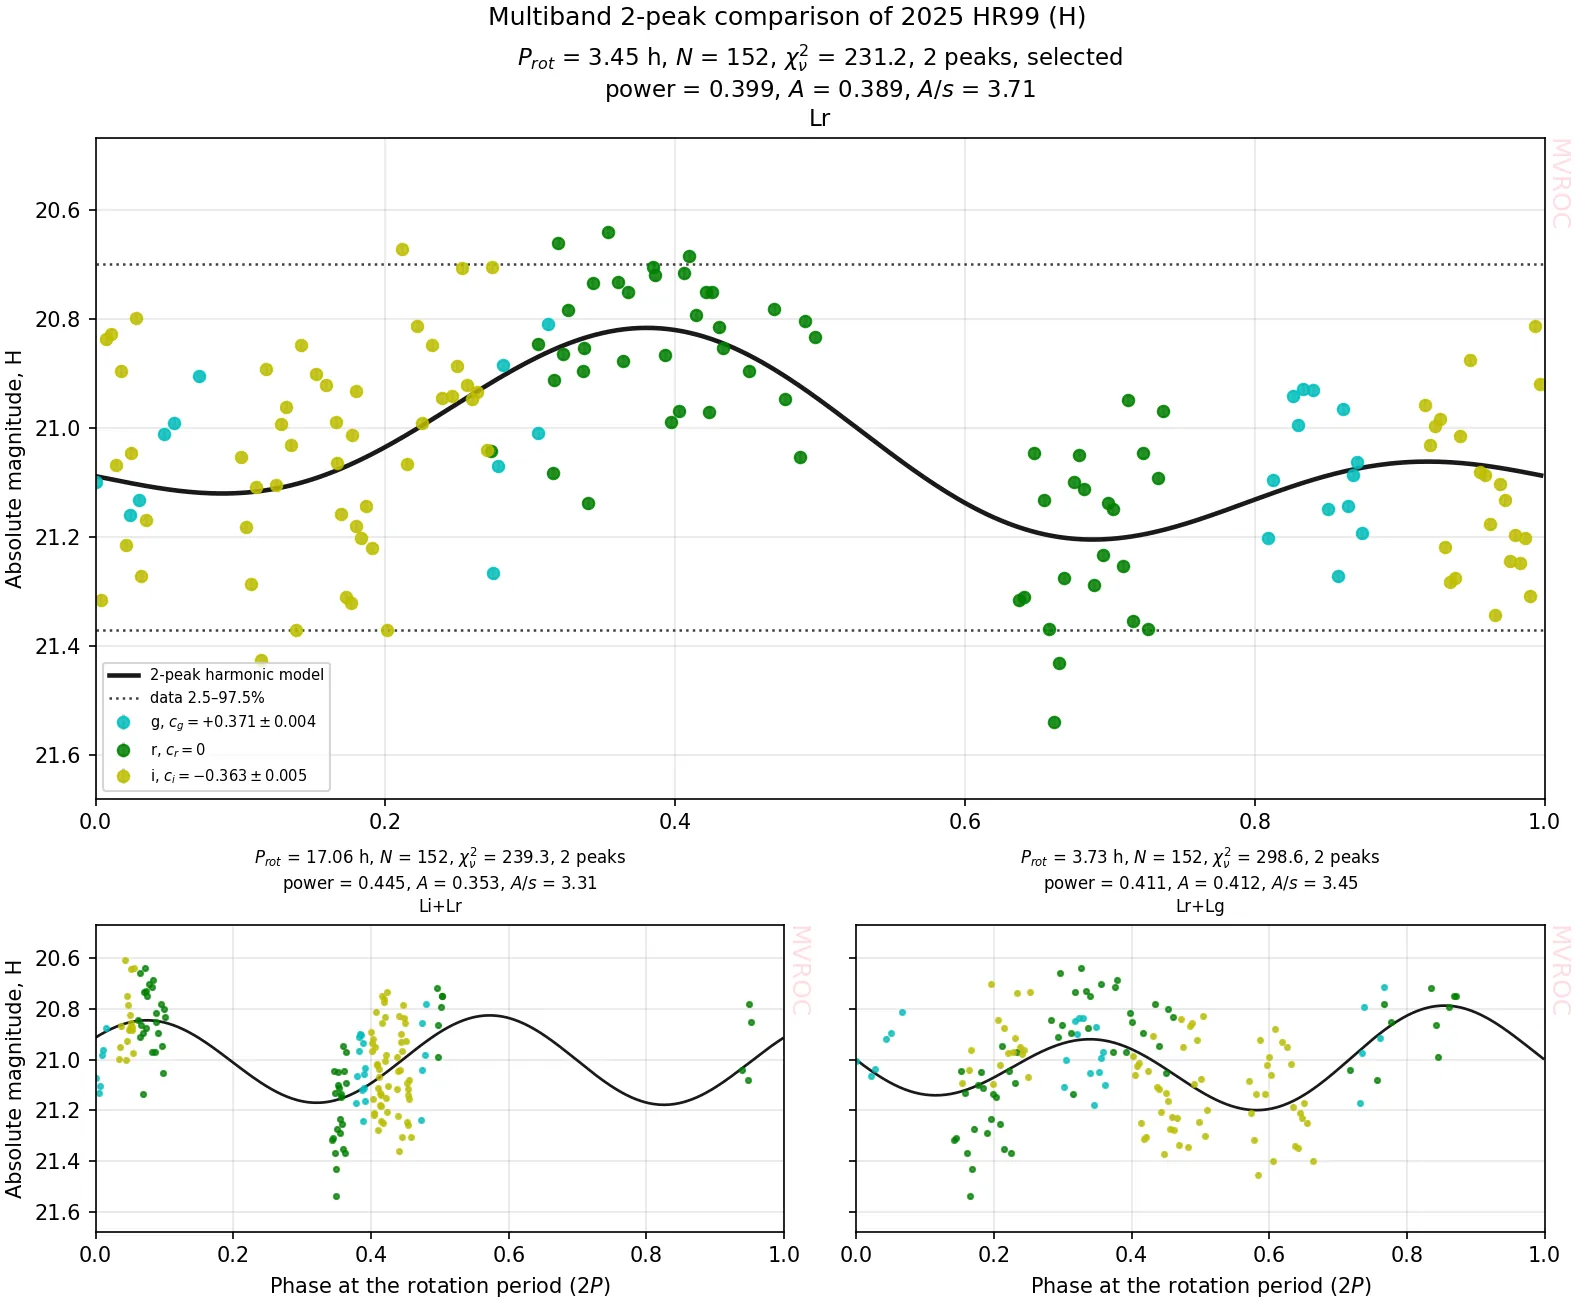 Multiband 2-peak comparison of 2025 HR99 (H)
P_rot = 3.45 h, N = 152, χ²_ν = 231.2, 2 peaks, selected
power = 0.399, A = 0.389, A/s = 3.71
Lr
Absolute magnitude, H
20.6
20.8
21.0
21.2
21.4
21.6
2-peak harmonic model
data 2.5–97.5%
g, c_g = +0.371 ± 0.004
r, c_r = 0
i, c_i = −0.363 ± 0.005
0.0 0.2 0.4 0.6 0.8 1.0
MVROC
P_rot = 17.06 h, N = 152, χ²_ν = 239.3, 2 peaks
power = 0.445, A = 0.353, A/s = 3.31
Li+Lr
Absolute magnitude, H
20.6
20.8
21.0
21.2
21.4
21.6
0.0 0.2 0.4 0.6 0.8 1.0
Phase at the rotation period (2P)
MVROC
P_rot = 3.73 h, N = 152, χ²_ν = 298.6, 2 peaks
power = 0.411, A = 0.412, A/s = 3.45
Lr+Lg
0.0 0.2 0.4 0.6 0.8 1.0
Phase at the rotation period (2P)
MVROC